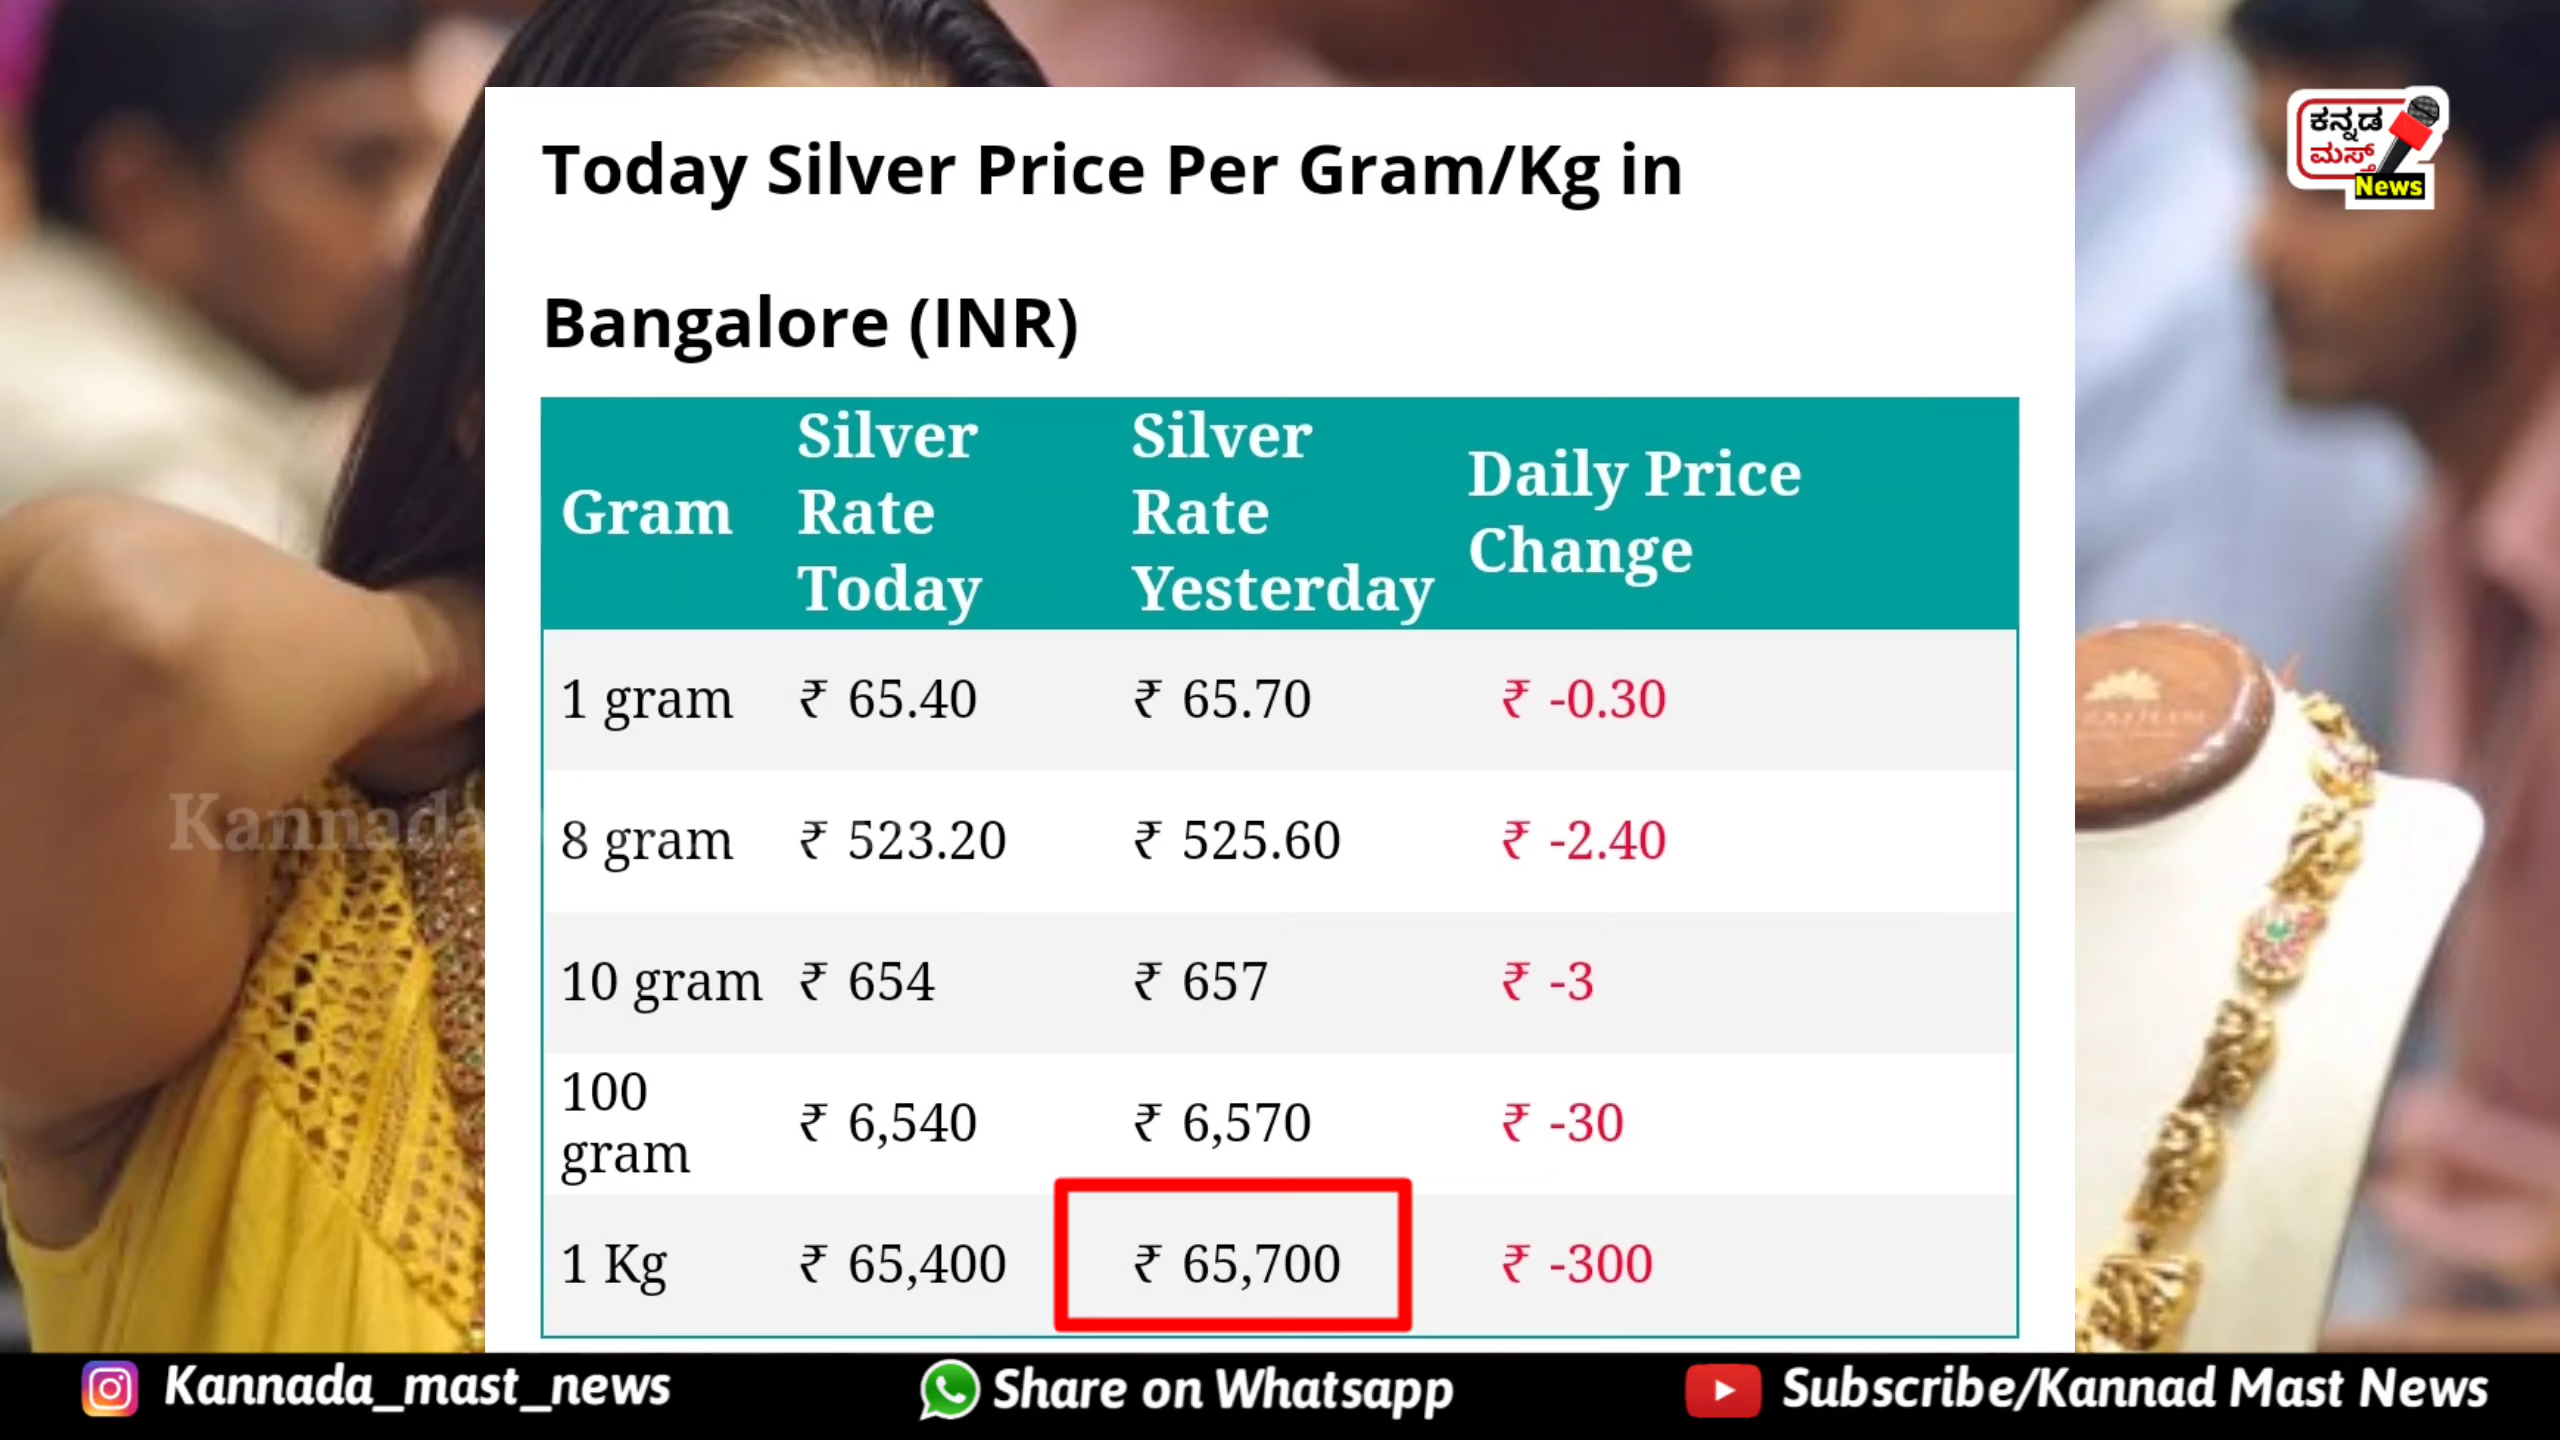 ಕನ್ನಡ
ಮಸ್ತ್
News
Today Silver Price Per Gram/Kg in
Bangalore (INR)
Gram Silver Rate Today Silver Rate Yesterday Daily Price Change
1 gram ₹ 65.40 ₹ 65.70 ₹ -0.30
8 gram ₹ 523.20 ₹ 525.60 ₹ -2.40
10 gram ₹ 654 ₹ 657 ₹ -3
100 gram ₹ 6,540 ₹ 6,570 ₹ -30
1 Kg ₹ 65,400 ₹ 65,700 ₹ -300
Kannada
Kannada_mast_news
Share on Whatsapp
Subscribe/Kannad Mast News